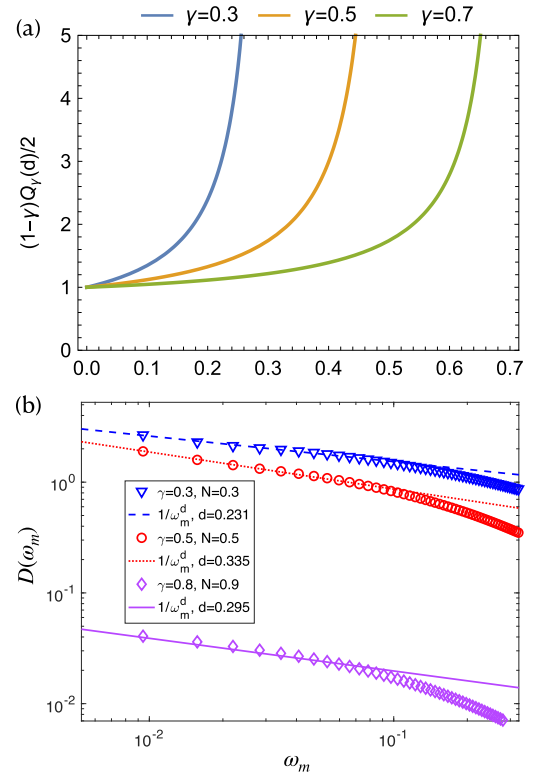 (a)
γ=0.3 γ=0.5 γ=0.7
(1-γ)Q_γ(d)/2
5
4
3
2
1
0
0.0 0.1 0.2 0.3 0.4 0.5 0.6 0.7
(b)
D(ω_m)
10^0
10^-1
10^-2
γ=0.3, N=0.3
1/ω_m^d, d=0.231
γ=0.5, N=0.5
1/ω_m^d, d=0.335
γ=0.8, N=0.9
1/ω_m^d, d=0.295
10^-2 10^-1
ω_m